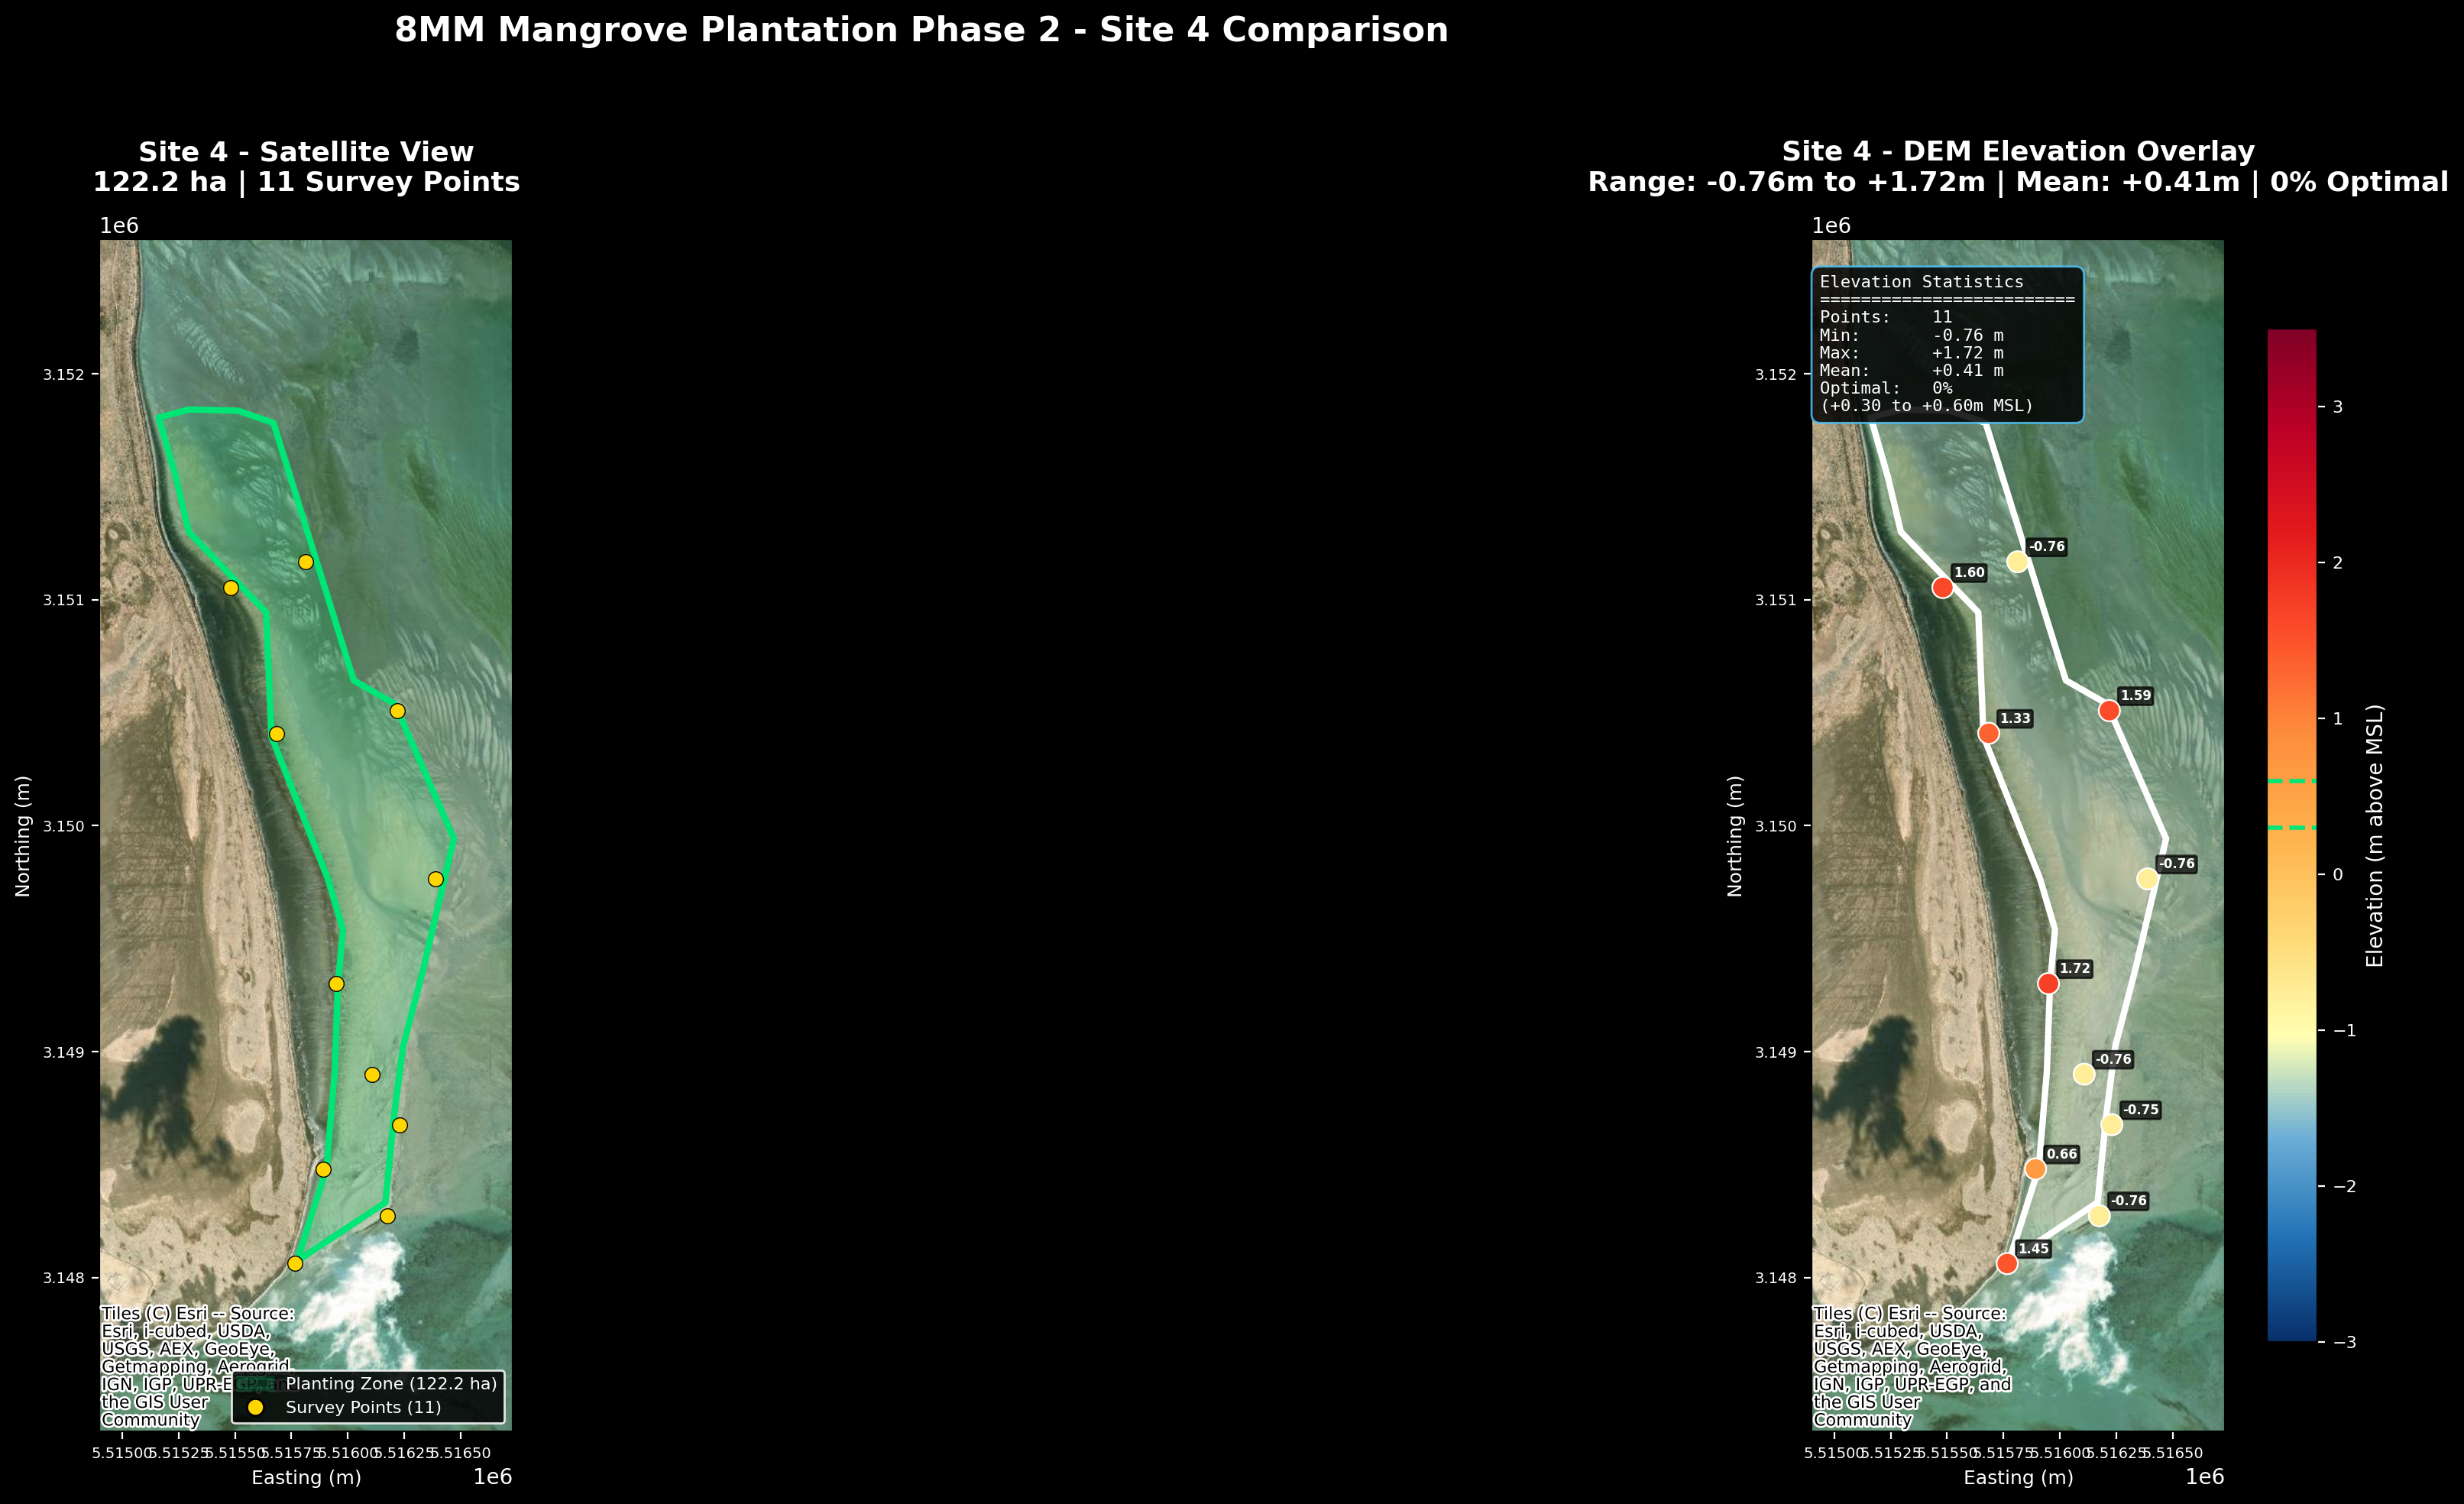 8MM Mangrove Plantation Phase 2 - Site 4 Comparison
Site 4 - Satellite View
122.2 ha | 11 Survey Points
1e6
3.152
3.151
3.150
3.149
3.148
Northing (m)
Tiles (C) Esri -- Source:
Esri, i-cubed, USDA,
USGS, AEX, GeoEye,
Getmapping, Aerogrid,
IGN, IGP, UPR-EGP, and
the GIS User
Community
Planting Zone (122.2 ha)
Survey Points (11)
5.51500
5.51525
5.51550
5.51575
5.51600
5.51625
5.51650
Easting (m)
1e6
Site 4 - DEM Elevation Overlay
Range: -0.76m to +1.72m | Mean: +0.41m | 0% Optimal
1e6
Elevation Statistics
=========================
Points: 11
Min: -0.76 m
Max: +1.72 m
Mean: +0.41 m
Optimal: 0%
(+0.30 to +0.60m MSL)
3.152
3.151
3.150
3.149
3.148
Northing (m)
-0.76
1.60
1.59
1.33
-0.76
1.72
-0.76
-0.75
0.66
-0.76
1.45
Tiles (C) Esri -- Source:
Esri, i-cubed, USDA,
USGS, AEX, GeoEye,
Getmapping, Aerogrid,
IGN, IGP, UPR-EGP, and
the GIS User
Community
5.51500
5.51525
5.51550
5.51575
5.51600
5.51625
5.51650
Easting (m)
1e6
3
2
1
0
−1
−2
−3
Elevation (m above MSL)